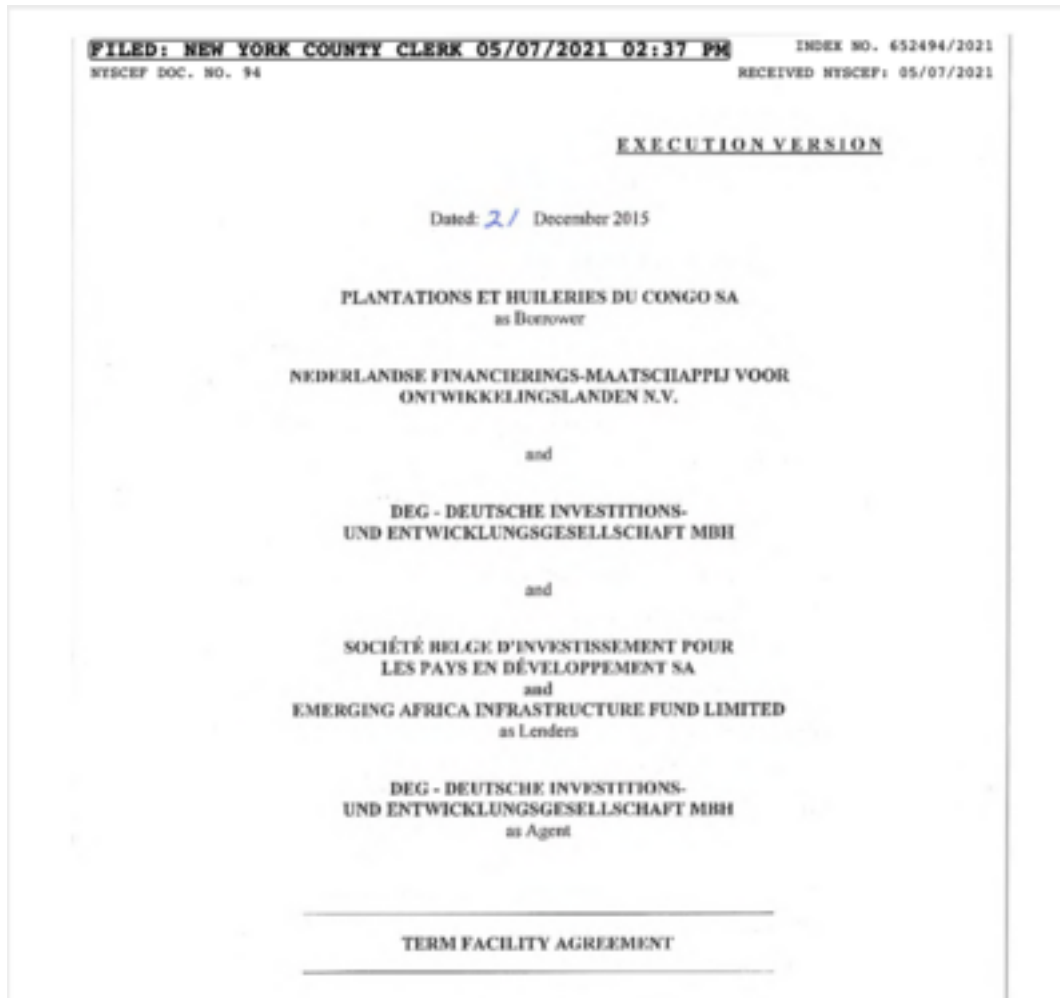 FILED: NEW YORK COUNTY CLERK 05/07/2021 02:37 PM INDEX NO. 652494/2021
NYSCEF DOC. NO. 94 RECEIVED NYSCEF: 05/07/2021
EXECUTION VERSION
Dated: 21 December 2015
PLANTATIONS ET HUILERIES DU CONGO SA
as Borrower
NEDERLANDSE FINANCIERINGS-MAATSCHAPPIJ VOOR
ONTWIKKELINGSLANDEN N.V.
and
DEG - DEUTSCHE INVESTITIONS-
UND ENTWICKLUNGSGESELLSCHAFT MBH
and
SOCIÉTÉ BELGE D'INVESTISSEMENT POUR
LES PAYS EN DÉVELOPPEMENT SA
and
EMERGING AFRICA INFRASTRUCTURE FUND LIMITED
as Lenders
DEG - DEUTSCHE INVESTITIONS-
UND ENTWICKLUNGSGESELLSCHAFT MBH
as Agent
TERM FACILITY AGREEMENT